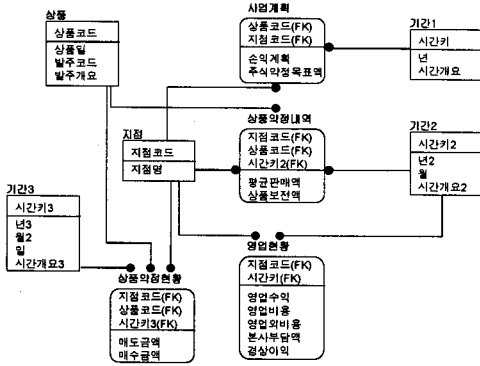 상품
상품코드
상품일
발주코드
발주개요
사업계획
상품코드(FK)
지점코드(FK)
손익계획
주식약정목표액
기간1
시간키
년
시간개요
지점
지점코드
지점명
상품약정내역
지점코드(FK)
상품코드(FK)
시간키2(FK)
평균판매액
상품보전액
기간2
시간키2
년2
월
시간개요2
기간3
시간키3
년3
월2
일
시간개요3
상품약정현황
지점코드(FK)
상품코드(FK)
시간키3(FK)
매도금액
매수금액
영업현황
지점코드(FK)
시간키(FK)
영업수익
영업비용
영업외비용
본사부담액
경상이익